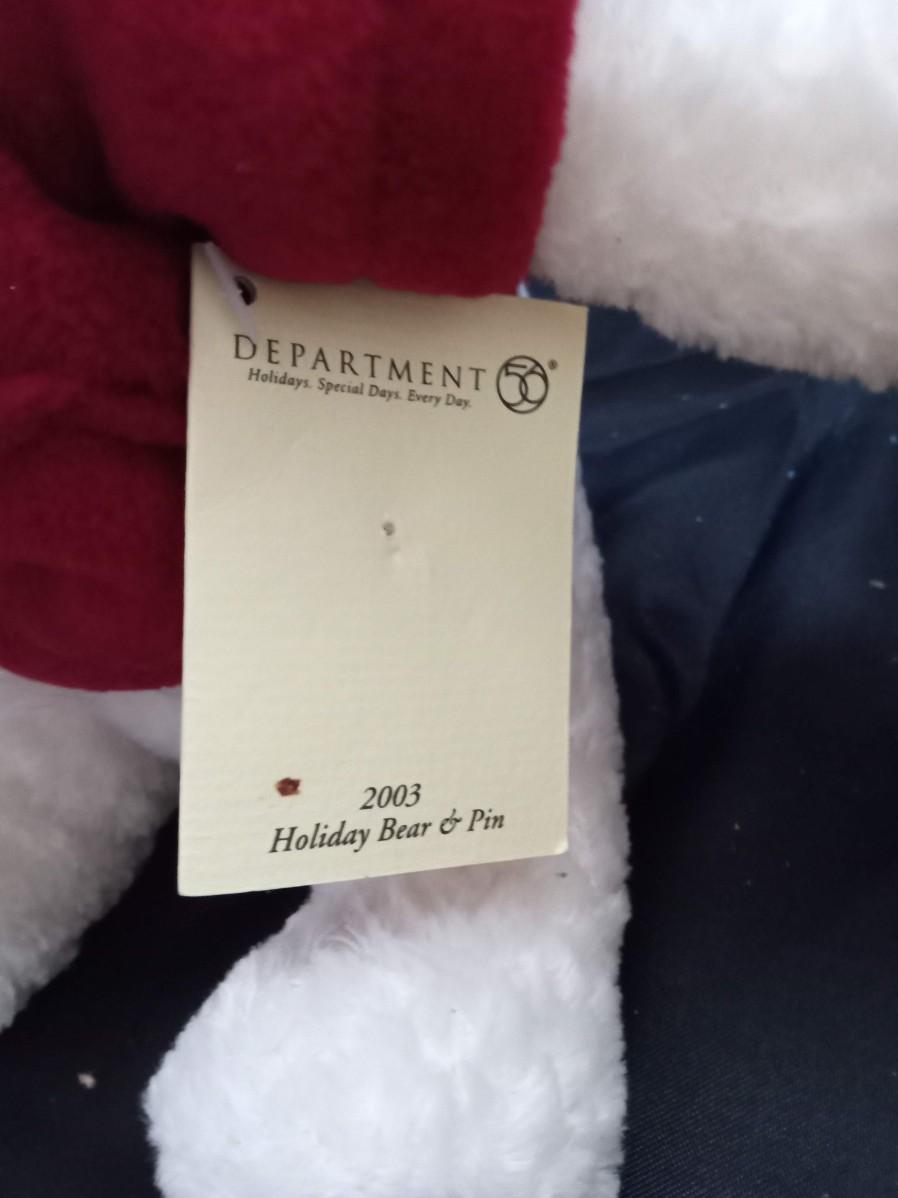 DEPARTMENT 56®
Holidays. Special Days. Every Day.
2003
Holiday Bear & Pin